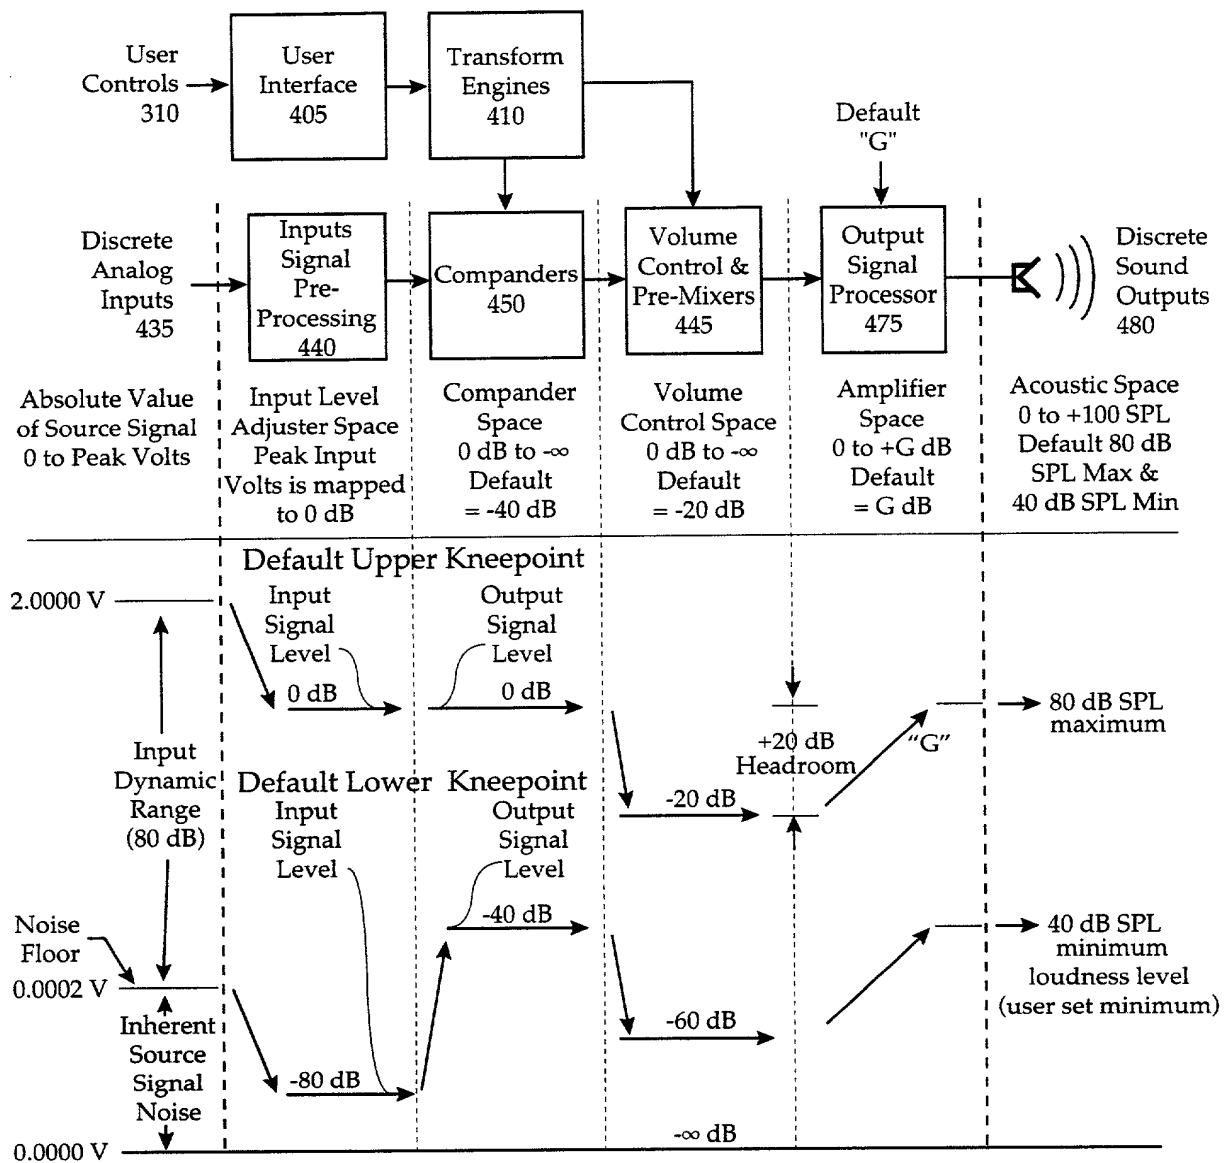 User
Controls
310
User
Interface
405
Transform
Engines
410
Default
"G"
Discrete
Analog
Inputs
435
Inputs
Signal
Pre-
Processing
440
Companders
450
Volume
Control &
Pre-Mixers
445
Output
Signal
Processor
475
Discrete
Sound
Outputs
480
Absolute Value
of Source Signal
0 to Peak Volts
Input Level
Adjuster Space
Peak Input
Volts is mapped
to 0 dB
Compander
Space
0 dB to -∞
Default
= -40 dB
Volume
Control Space
0 dB to -∞
Default
= -20 dB
Amplifier
Space
0 to +G dB
Default
= G dB
Acoustic Space
0 to +100 SPL
Default 80 dB
SPL Max &
40 dB SPL Min
Default Upper Kneepoint
2.0000 V
Input
Signal
Level
0 dB
Output
Signal
Level
0 dB
80 dB SPL
maximum
+20 dB
Headroom
"G"
Input
Dynamic
Range
(80 dB)
Default Lower Kneepoint
Input
Signal
Level
Output
Signal
Level
-20 dB
-40 dB
Noise
Floor
0.0002 V
40 dB SPL
minimum
loudness level
(user set minimum)
-60 dB
Inherent
Source
Signal
Noise
-80 dB
0.0000 V
-∞ dB